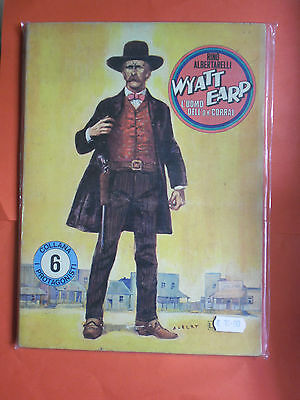 RINO
ALBERTARELLI
WYATT
EARP
L'UOMO
DELL'O.K CORRAL
COLLANA
6
I PROTAGONISTI